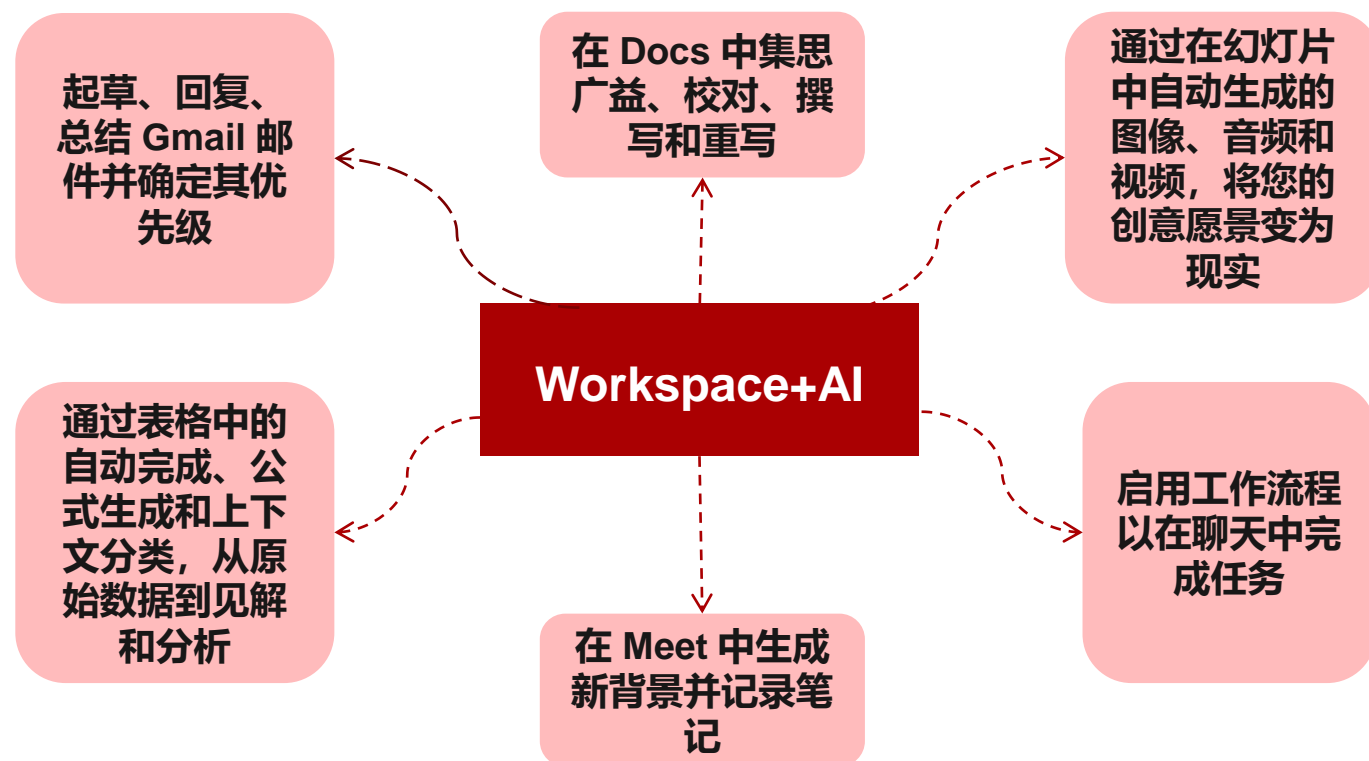 起草、回复、
总结 Gmail 邮
件并确定其优
先级
在 Docs 中集思
广益、校对、撰
写和重写
通过在幻灯片
中自动生成的
图像、音频和
视频，将您的
创意愿景变为
现实
Workspace+AI
通过表格中的
自动完成、公
式生成和上下
文分类，从原
始数据到见解
和分析
在 Meet 中生成
新背景并记录笔
记
启用工作流程
以在聊天中完
成任务